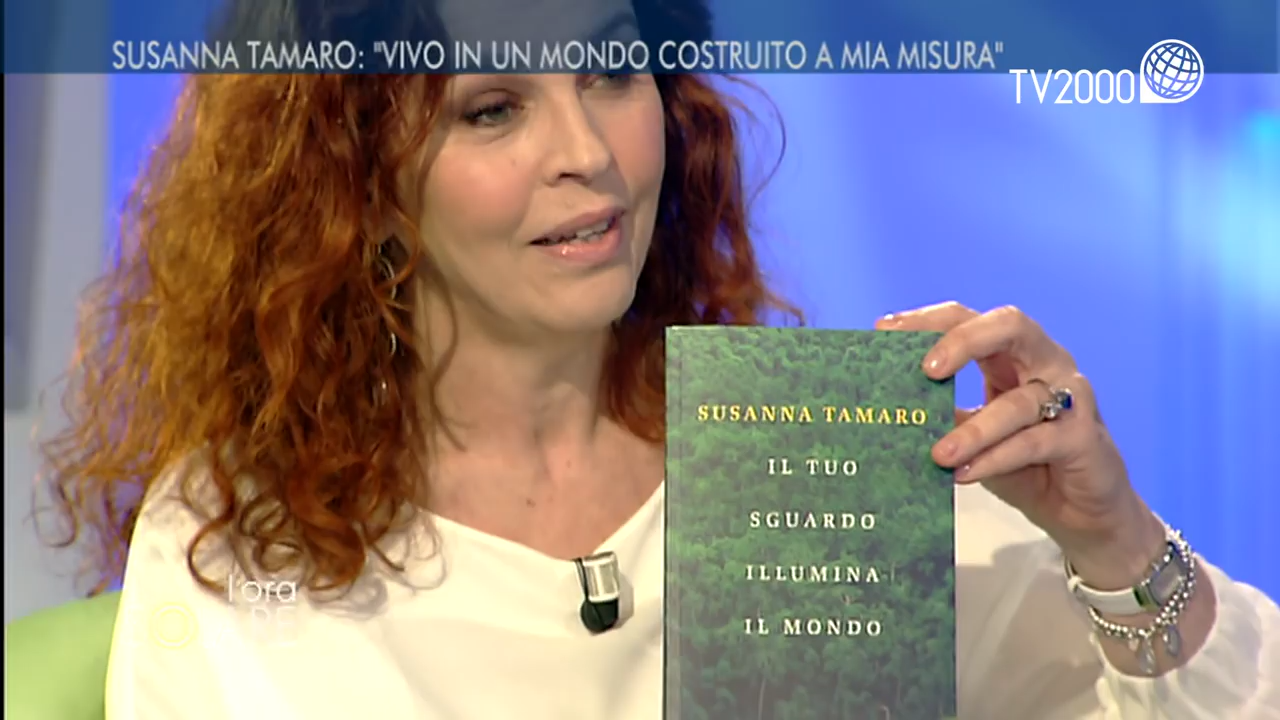 SUSANNA TAMARO: "VIVO IN UN MONDO COSTRUITO A MIA MISURA"
TV2000
SUSANNA TAMARO
IL TUO
SGUARDO
ILLUMINA
IL MONDO
l'ora